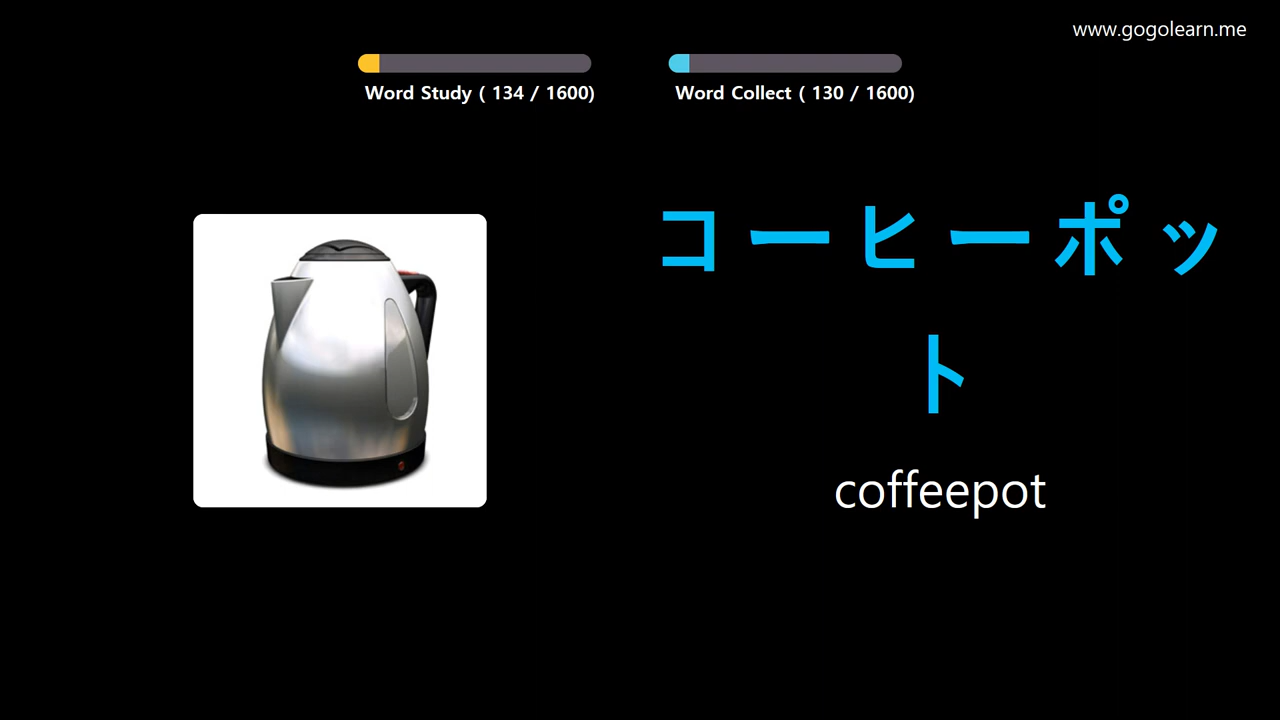 www.gogolearn.me
Word Study ( 134 / 1600)
Word Collect ( 130 / 1600)
コーヒーポッ
ト
coffeepot